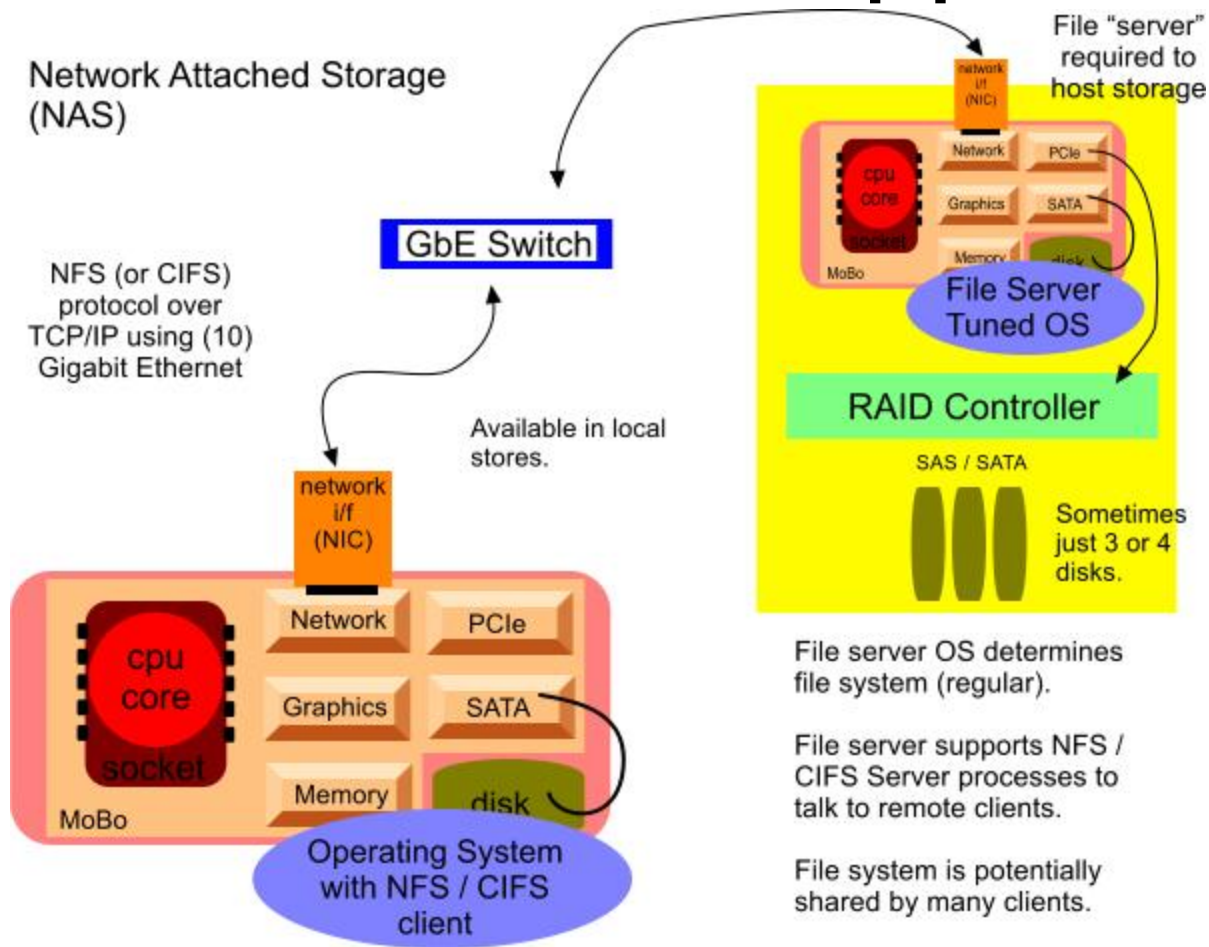 Network Attached Storage
(NAS)
File “server”
required to
host storage
network
i/f
(NIC)
Network
PCIe
cpu
core
Graphics
SATA
socket
Memory
disk
MoBo
File Server
Tuned OS
GbE Switch
NFS (or CIFS)
protocol over
TCP/IP using (10)
Gigabit Ethernet
RAID Controller
Available in local
stores.
SAS / SATA
Sometimes
just 3 or 4
disks.
network
i/f
(NIC)
Network
PCIe
cpu
core
Graphics
SATA
socket
Memory
disk
MoBo
Operating System
with NFS / CIFS
client
File server OS determines
file system (regular).
File server supports NFS /
CIFS Server processes to
talk to remote clients.
File system is potentially
shared by many clients.